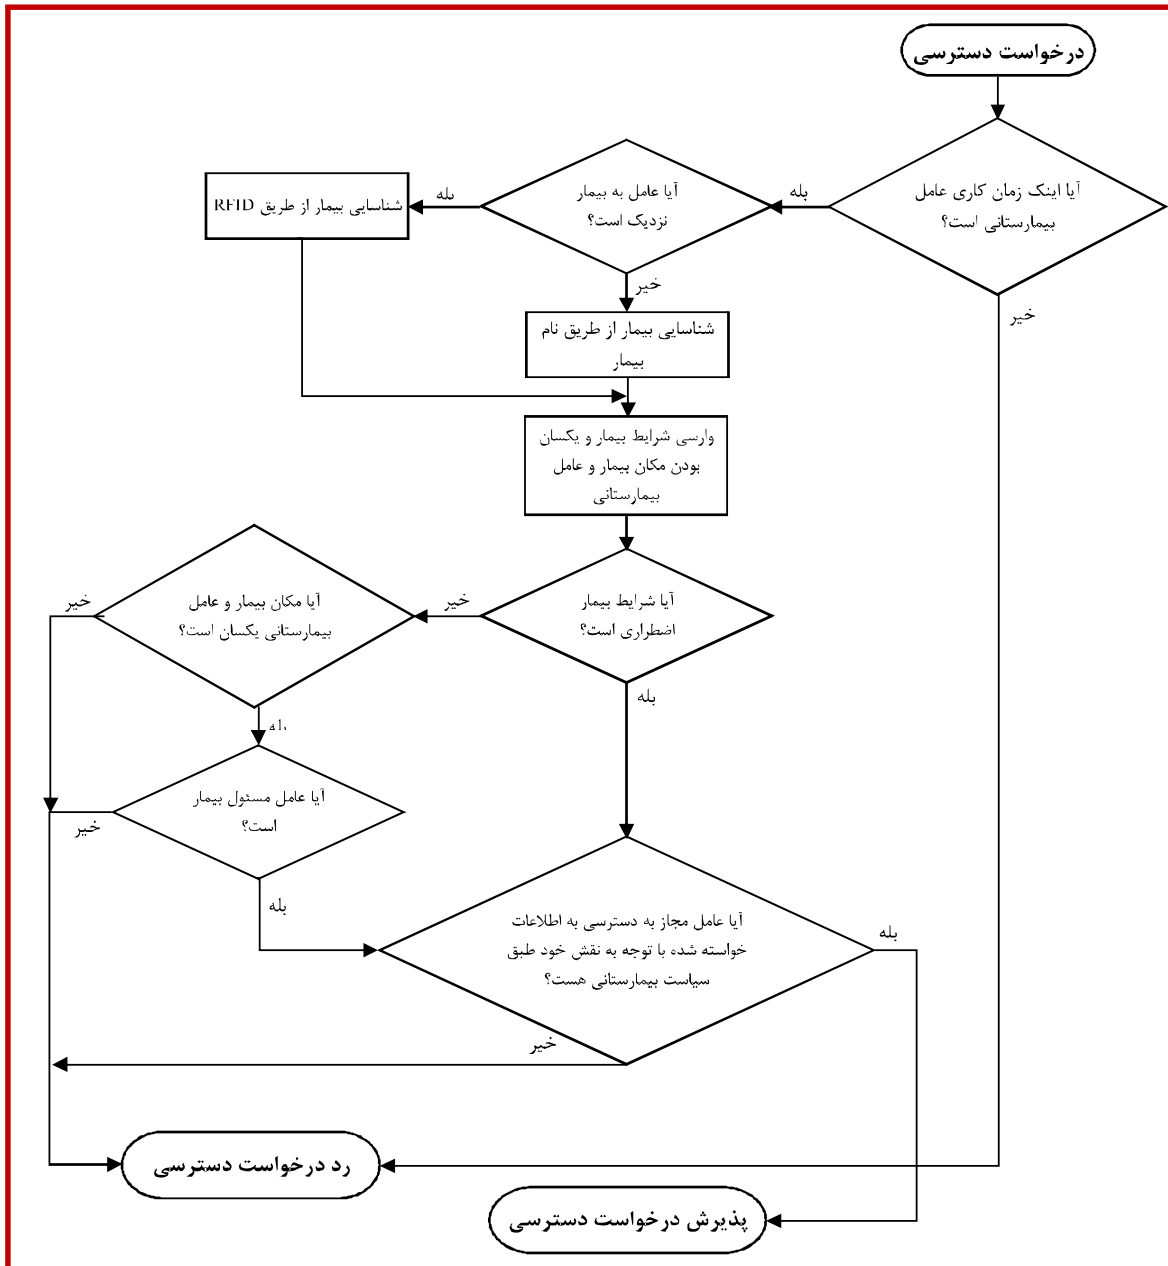 درخواست دسترسی
آیا اینک زمان کاری عامل
بیمارستانی است؟
بله
خیر
آیا عامل به بیمار
نزدیک است؟
بله
خیر
شناسایی بیمار از طریق RFID
شناسایی بیمار از طریق نام
بیمار
وارسی شرایط بیمار و یکسان
بودن مکان بیمار و عامل
بیمارستانی
آیا شرایط بیمار
اضطراری است؟
خیر
بله
آیا مکان بیمار و عامل
بیمارستانی یکسان است؟
خیر
بله
آیا عامل مسئول بیمار
است؟
خیر
بله
آیا عامل مجاز به دسترسی به اطلاعات
خواسته شده با توجه به نقش خود طبق
سیاست بیمارستانی هست؟
بله
خیر
رد درخواست دسترسی
پذیرش درخواست دسترسی